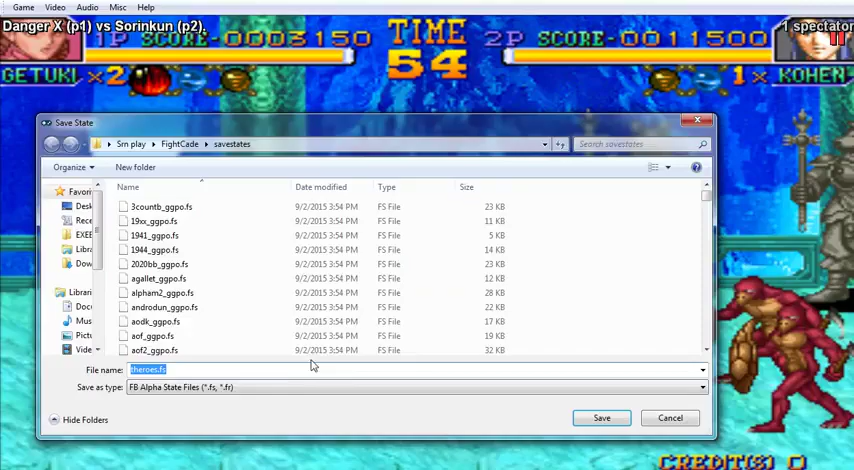 Game Video Audio Misc Help
Danger X (p1) vs Sorinkun (p2).
1 spectator
1P SCORE-0003150
TIME
54
2P SCORE-0011500
GETUKI ×2
1× KOHEN
Save State
Srn play FightCade savestates
Search savestates
Organize New folder
Name Date modified Type Size
3countb_ggpo.fs 9/2/2015 3:54 PM FS File 23 KB
19xx_ggpo.fs 9/2/2015 3:54 PM FS File 11 KB
1941_ggpo.fs 9/2/2015 3:54 PM FS File 5 KB
1944_ggpo.fs 9/2/2015 3:54 PM FS File 14 KB
2020bb_ggpo.fs 9/2/2015 3:54 PM FS File 23 KB
agallet_ggpo.fs 9/2/2015 3:54 PM FS File 12 KB
alpham2_ggpo.fs 9/2/2015 3:54 PM FS File 28 KB
androdun_ggpo.fs 9/2/2015 3:54 PM FS File 22 KB
aodk_ggpo.fs 9/2/2015 3:54 PM FS File 17 KB
aof_ggpo.fs 9/2/2015 3:54 PM FS File 19 KB
aof2_ggpo.fs 9/2/2015 3:54 PM FS File 32 KB
Favori
Desk
Rece
EXEE
Libra
Dow
Librari
Docu
Mus
Pictu
Vide
File name: theroes.fs
Save as type: FB Alpha State Files (*.fs, *.fr)
Hide Folders
Save
Cancel
CREDIT(S) 0